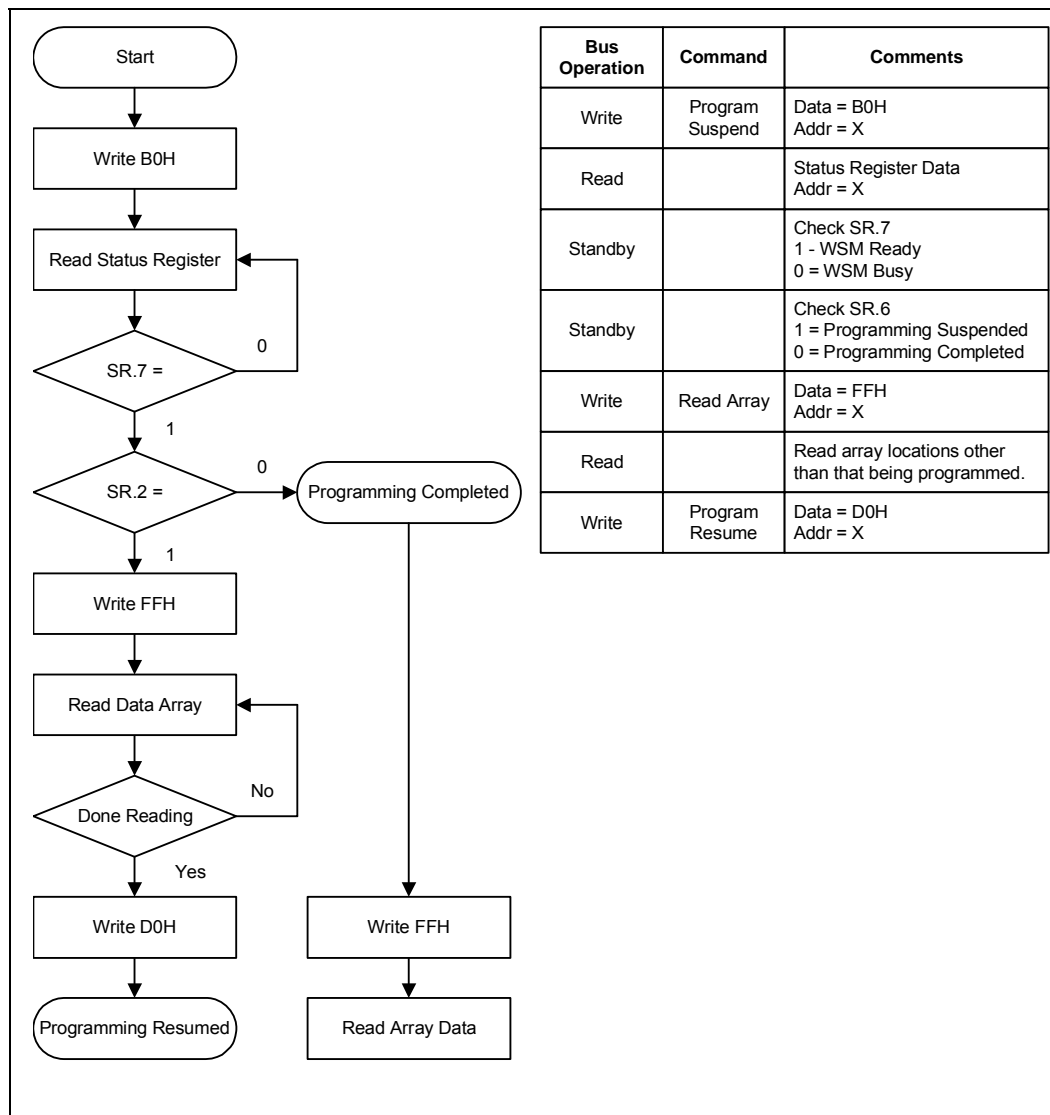 Start
Write B0H
Read Status Register
0
SR.7 =
1
0
SR.2 =
Programming Completed
1
Write FFH
Read Data Array
No
Done Reading
Yes
Write D0H
Write FFH
Programming Resumed
Read Array Data
Bus
Operation
Command
Comments
Write
Program
Suspend
Data = B0H
Addr = X
Read
Status Register Data
Addr = X
Standby
Check SR.7
1 - WSM Ready
0 = WSM Busy
Standby
Check SR.6
1 = Programming Suspended
0 = Programming Completed
Write
Read Array
Data = FFH
Addr = X
Read
Read array locations other
than that being programmed.
Write
Program
Resume
Data = D0H
Addr = X